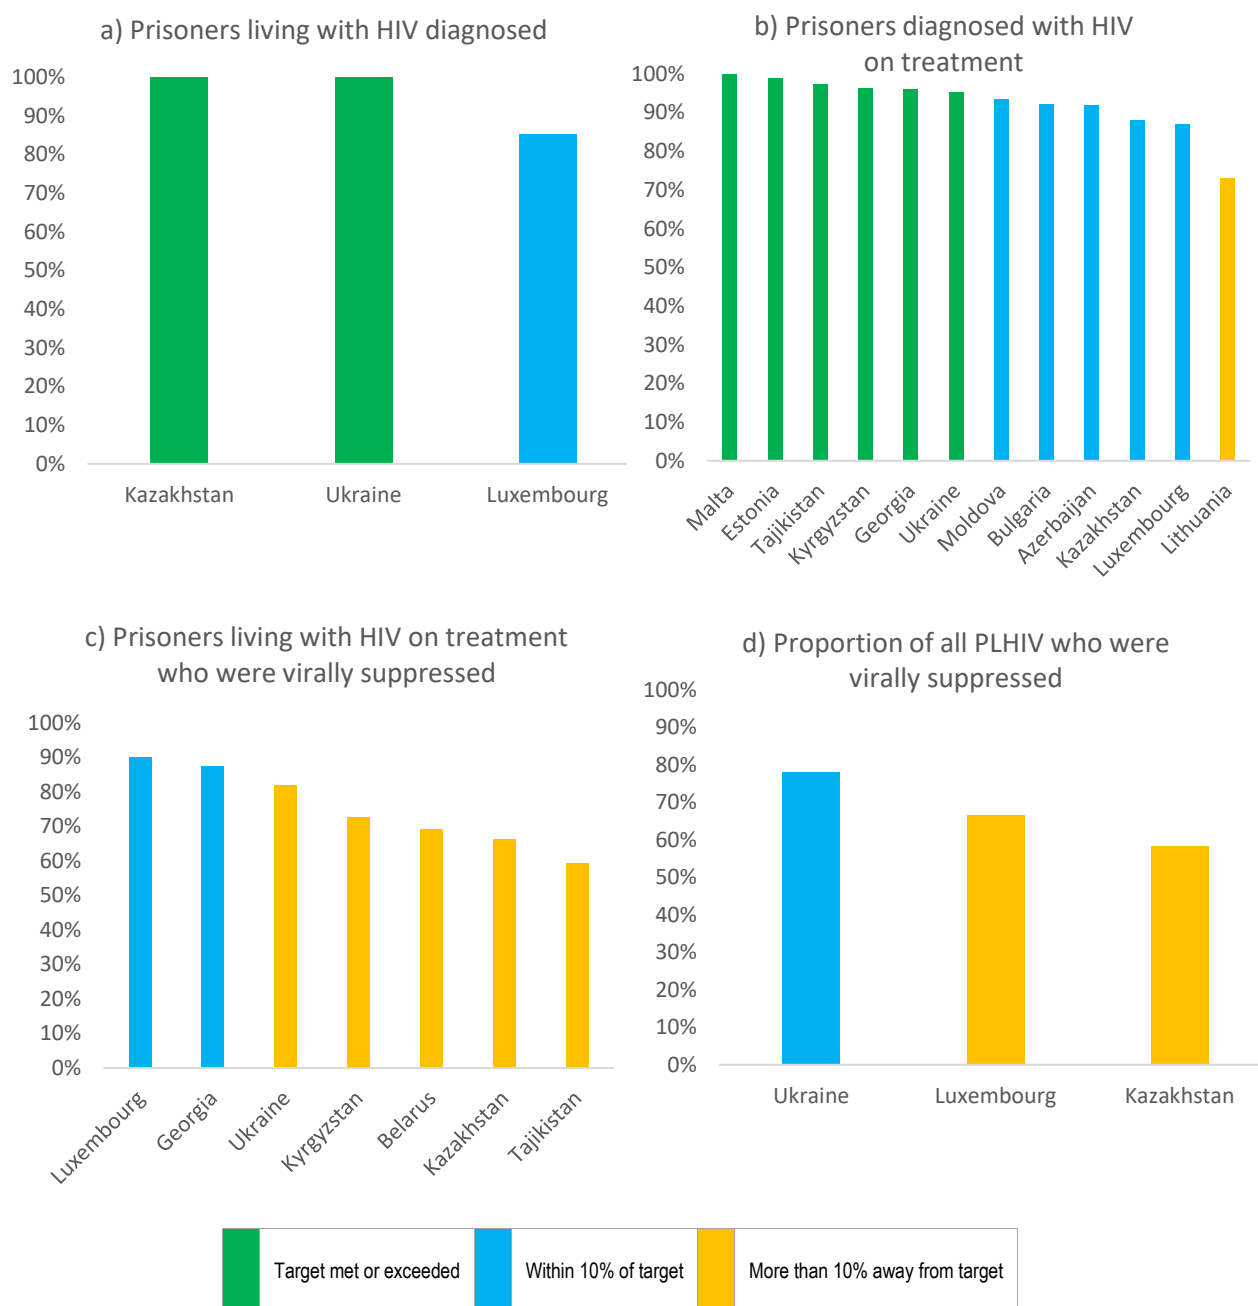 a) Prisoners living with HIV diagnosed
100%
90%
80%
70%
60%
50%
40%
30%
20%
10%
0%
Kazakhstan
Ukraine
Luxembourg
b) Prisoners diagnosed with HIV
on treatment
100%
90%
80%
70%
60%
50%
40%
30%
20%
10%
0%
Malta
Estonia
Tajikistan
Kyrgyzstan
Georgia
Ukraine
Moldova
Bulgaria
Azerbaijan
Kazakhstan
Luxembourg
Lithuania
c) Prisoners living with HIV on treatment
who were virally suppressed
100%
90%
80%
70%
60%
50%
40%
30%
20%
10%
0%
Luxembourg
Georgia
Ukraine
Kyrgyzstan
Belarus
Kazakhstan
Tajikistan
d) Proportion of all PLHIV who were
virally suppressed
100%
90%
80%
70%
60%
50%
40%
30%
20%
10%
0%
Ukraine
Luxembourg
Kazakhstan
Target met or exceeded
Within 10% of target
More than 10% away from target